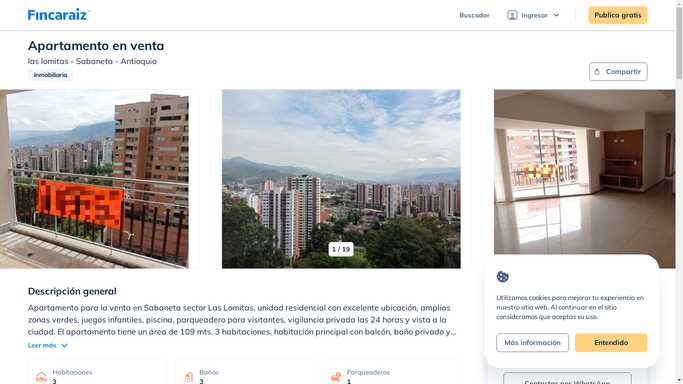 Fincaraiz
Buscador
Ingresar
Publica gratis
Apartamento en venta
las lomitas - Sabaneta - Antioquia
Inmobiliaria
Compartir
1 / 19
Descripción general
Apartamento para la venta en Sabaneta sector Las Lomitas, unidad residencial con excelente ubicación, amplias
zonas verdes, juegos infantiles, piscina, parqueadero para visitantes, vigilancia privada las 24 horas y vista a la
ciudad. El apartamento tiene un área de 109 mts, 3 habitaciones, habitación principal con balcón, baño privado y...
Leer más
Habitaciones
3
Baños
3
Parqueaderos
1
Utilizamos cookies para mejorar tu experiencia en
nuestro sitio web. Al continuar en el sitio
consideramos que aceptas su uso.
Más información
Entendido
Contactar por WhatsApp